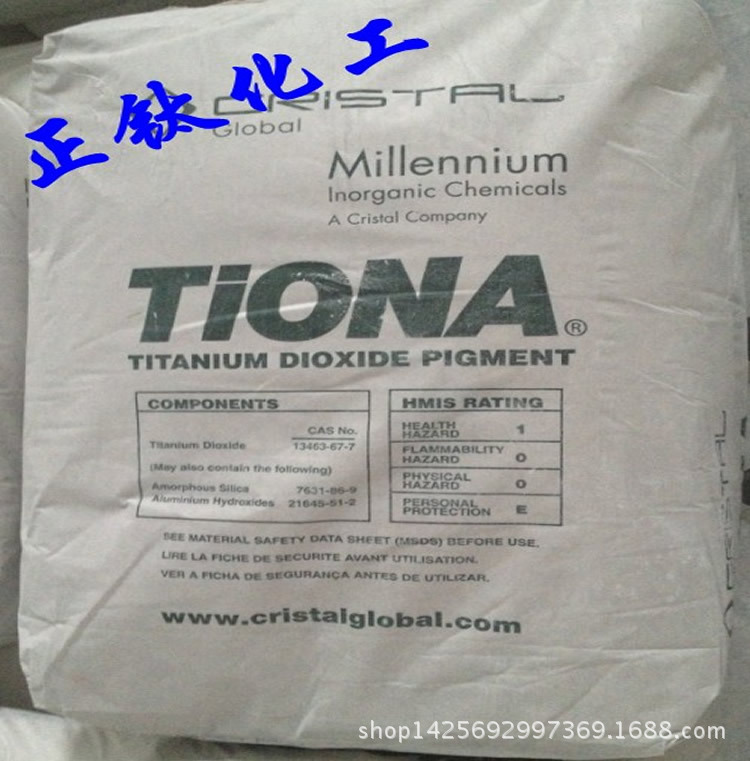 正钛化工
CRISTAL
Global
Millennium
Inorganic Chemicals
A Cristal Company
TiONA®
TITANIUM DIOXIDE PIGMENT
COMPONENTS
CAS No.
Titanium Dioxide 13463-67-7
(May also contain the following)
Amorphous Silica 7631-86-9
Aluminium Hydroxides 21645-51-2
HMIS RATING
HEALTH
HAZARD 1
FLAMMABILITY
HAZARD 0
PHYSICAL
HAZARD 0
PERSONAL
PROTECTION E
SEE MATERIAL SAFETY DATA SHEET (MSDS) BEFORE USE.
LIRE LA FICHE DE SECURITE AVANT UTILISATION.
VER A FICHA DE SEGURANÇA ANTES DE UTILIZAR.
www.cristalglobal.com
CRISTAL
shop1425692997369.1688.com